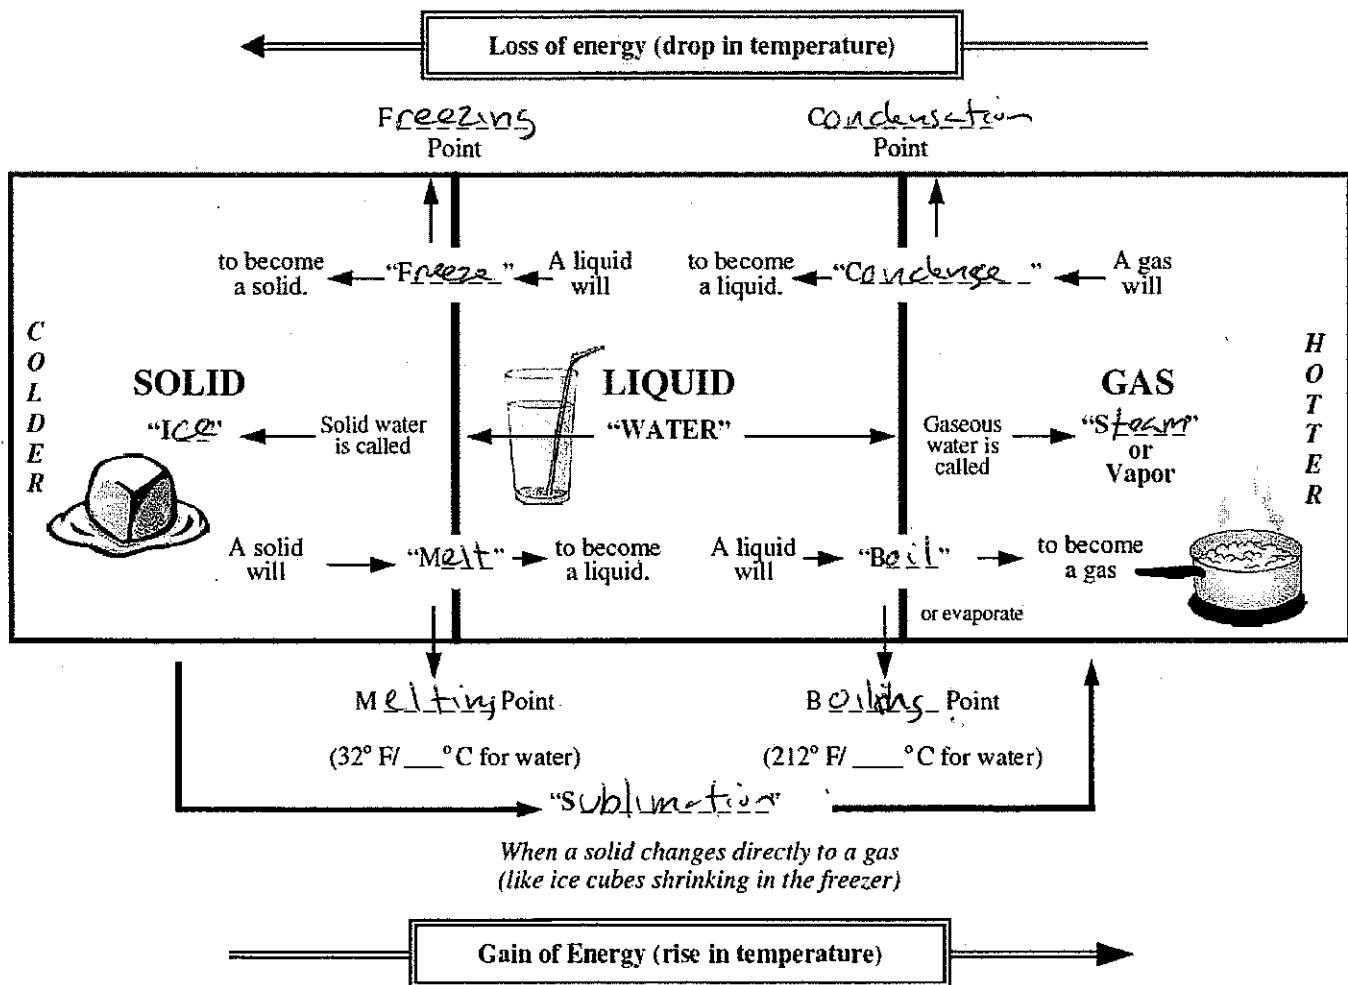 Loss of energy (drop in temperature)
Freezing
Point
Condensation
Point
to become
a solid.
"Freeze"
A liquid
will
to become
a liquid.
"Condense"
A gas
will
COLDER
HOTTER
SOLID
"Ice"
Solid water
is called
LIQUID
"WATER"
Gaseous
water is
called
GAS
"Steam"
or
Vapor
A solid
will
"Melt"
to become
a liquid.
A liquid
will
"Boil"
to become
a gas
or evaporate
Melting Point
(32° F/ ___° C for water)
Boiling Point
(212° F/ ____° C for water)
"Sublimation"
When a solid changes directly to a gas
(like ice cubes shrinking in the freezer)
Gain of Energy (rise in temperature)